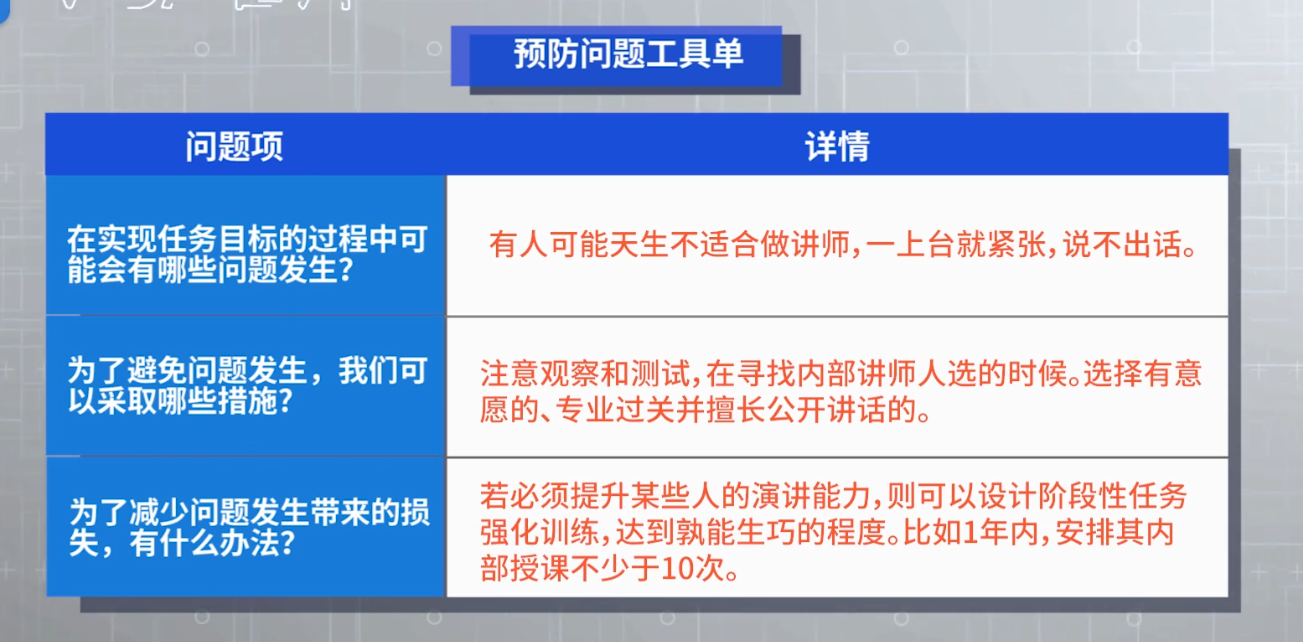 预防问题工具单
问题项
详情
在实现任务目标的过程中可
能会有哪些问题发生？
有人可能天生不适合做讲师，一上台就紧张，说不出话。
为了避免问题发生，我们可
以采取哪些措施？
注意观察和测试，在寻找内部讲师人选的时候。选择有意
愿的、专业过关并擅长公开讲话的。
为了减少问题发生带来的损
失，有什么办法？
若必须提升某些人的演讲能力，则可以设计阶段性任务
强化训练，达到孰能生巧的程度。比如1年内，安排其内
部授课不少于10次。